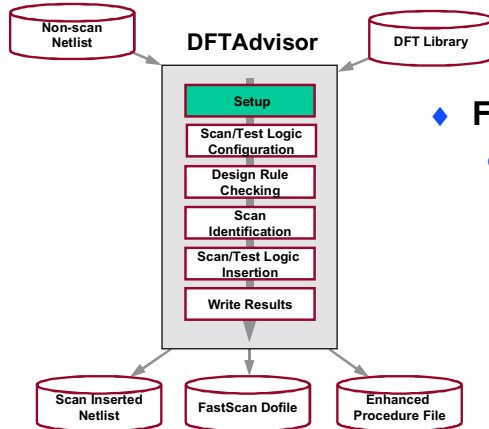 Non-scan
Netlist
DFTAdvisor
DFT Library
Setup
Scan/Test Logic
Configuration
Design Rule
Checking
Scan
Identification
Scan/Test Logic
Insertion
Write Results
Scan Inserted
Netlist
FastScan Dofile
Enhanced
Procedure File
F